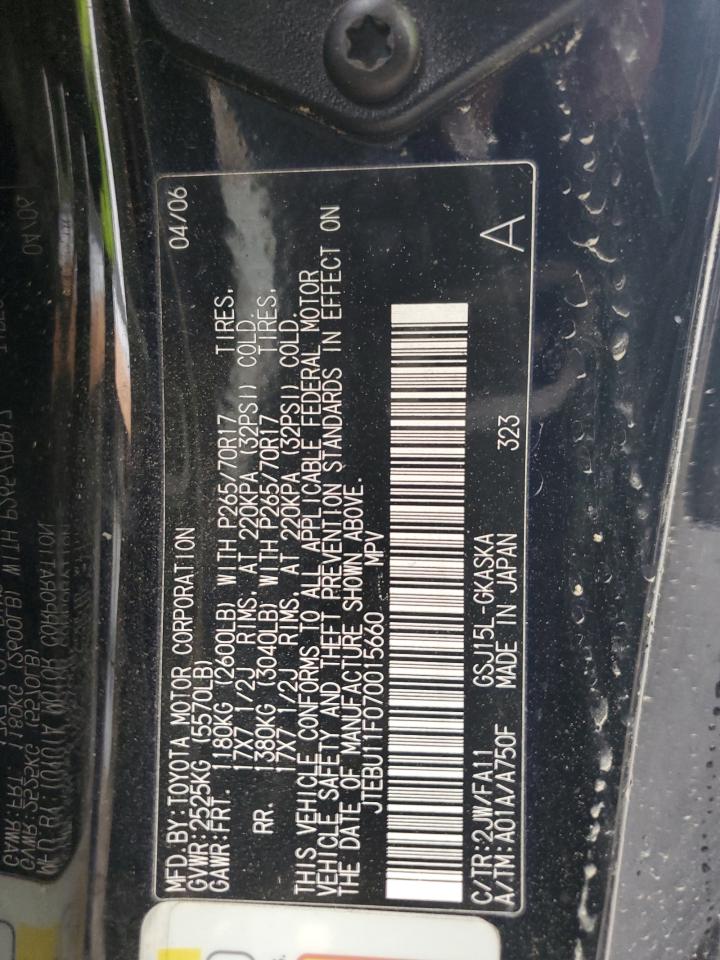 MFD.BY:TOYOTA MOTOR CORPORATION 04/06
GVWR:2525KG (5570LB)
GAWR:FRT. 1180KG (2600LB) WITH P265/70R17 TIRES,
17X7 1/2J RIMS, AT 220KPA (32PSI) COLD.
RR. 1380KG (3040LB) WITH P265/70R17 TIRES,
17X7 1/2J RIMS, AT 220KPA (32PSI) COLD.
THIS VEHICLE CONFORMS TO ALL APPLICABLE FEDERAL MOTOR
VEHICLE SAFETY AND THEFT PREVENTION STANDARDS IN EFFECT ON
THE DATE OF MANUFACTURE SHOWN ABOVE.
JTEBU11F070015660 MPV
C/TR:2JW/FA11 GSJ15L-GKASKA
A/TM:A01A/A750F MADE IN JAPAN 323 A